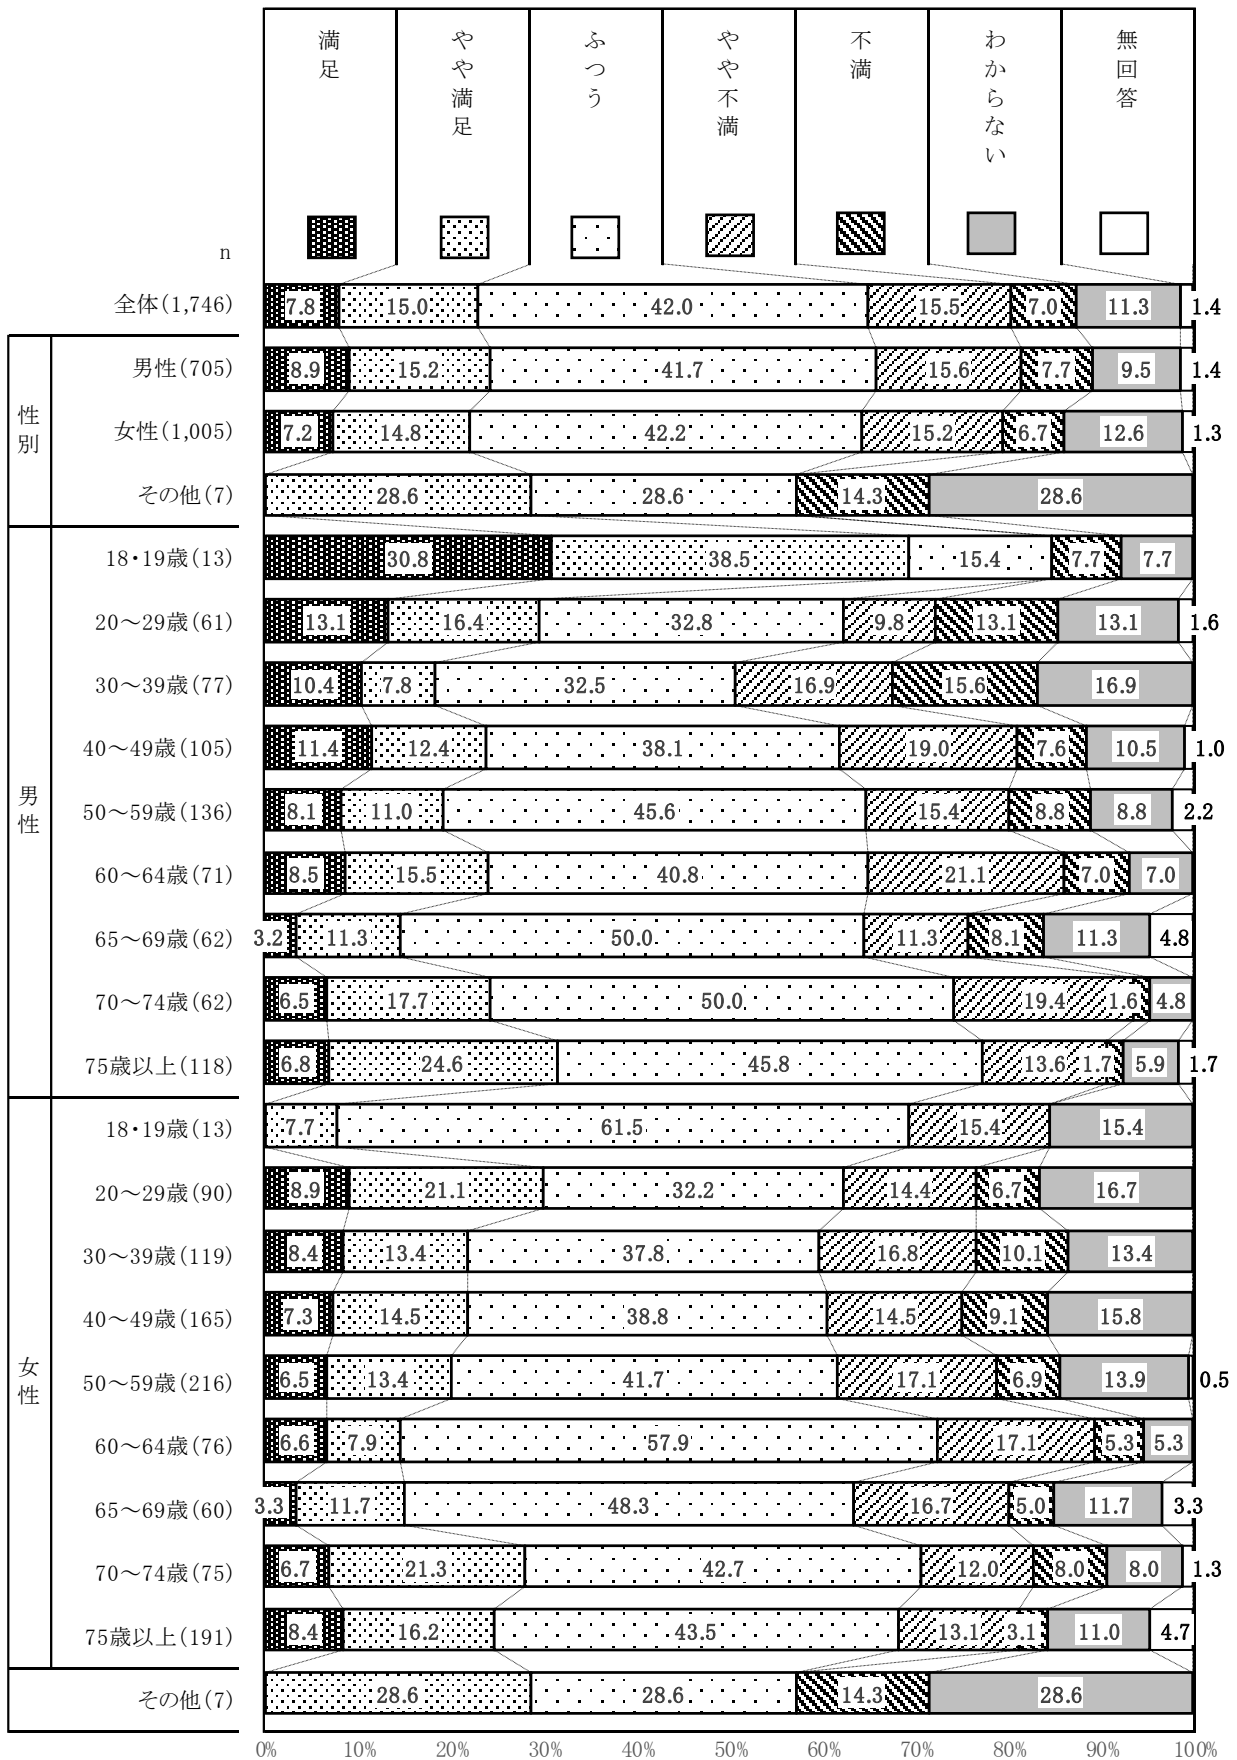 満足
やや満足
ふつう
やや不満
不満
わからない
無回答
n
全体(1,746) 7.8 15.0 42.0 15.5 7.0 11.3 1.4
性別
男性(705) 8.9 15.2 41.7 15.6 7.7 9.5 1.4
女性(1,005) 7.2 14.8 42.2 15.2 6.7 12.6 1.3
その他(7) 28.6 28.6 14.3 28.6
男性
18・19歳(13) 30.8 38.5 15.4 7.7 7.7
20～29歳(61) 13.1 16.4 32.8 9.8 13.1 13.1 1.6
30～39歳(77) 10.4 7.8 32.5 16.9 15.6 16.9
40～49歳(105) 11.4 12.4 38.1 19.0 7.6 10.5 1.0
50～59歳(136) 8.1 11.0 45.6 15.4 8.8 8.8 2.2
60～64歳(71) 8.5 15.5 40.8 21.1 7.0 7.0
65～69歳(62) 3.2 11.3 50.0 11.3 8.1 11.3 4.8
70～74歳(62) 6.5 17.7 50.0 19.4 1.6 4.8
75歳以上(118) 6.8 24.6 45.8 13.6 1.7 5.9 1.7
女性
18・19歳(13) 7.7 61.5 15.4 15.4
20～29歳(90) 8.9 21.1 32.2 14.4 6.7 16.7
30～39歳(119) 8.4 13.4 37.8 16.8 10.1 13.4
40～49歳(165) 7.3 14.5 38.8 14.5 9.1 15.8
50～59歳(216) 6.5 13.4 41.7 17.1 6.9 13.9 0.5
60～64歳(76) 6.6 7.9 57.9 17.1 5.3 5.3
65～69歳(60) 3.3 11.7 48.3 16.7 5.0 11.7 3.3
70～74歳(75) 6.7 21.3 42.7 12.0 8.0 8.0 1.3
75歳以上(191) 8.4 16.2 43.5 13.1 3.1 11.0 4.7
その他(7) 28.6 28.6 14.3 28.6
0% 10% 20% 30% 40% 50% 60% 70% 80% 90% 100%